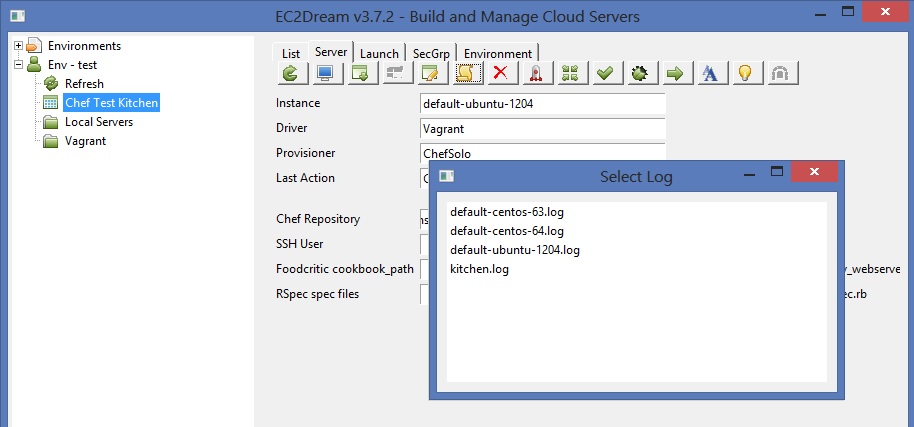 EC2Dream v3.7.2 - Build and Manage Cloud Servers
Environments
Env - test
Refresh
Chef Test Kitchen
Local Servers
Vagrant
List Server Launch SecGrp Environment
Instance default-ubuntu-1204
Driver Vagrant
Provisioner ChefSolo
Last Action
Chef Repository
SSH User
Foodcritic cookbook_path
RSpec spec files
Select Log
default-centos-63.log
default-centos-64.log
default-ubuntu-1204.log
kitchen.log
_webserve
ec.rb